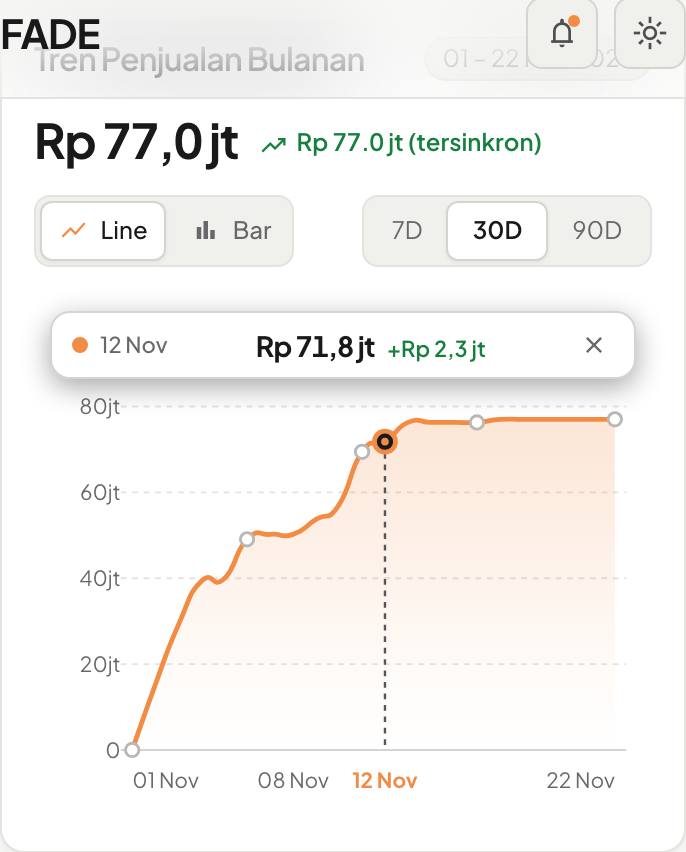 FADE
Tren Penjualan Bulanan
01 – 22
Rp 77,0 jt
Rp 77.0 jt (tersinkron)
Line
Bar
7D
30D
90D
12 Nov
Rp 71,8 jt
+Rp 2,3 jt
80jt
60jt
40jt
20jt
0
01 Nov
08 Nov
12 Nov
22 Nov